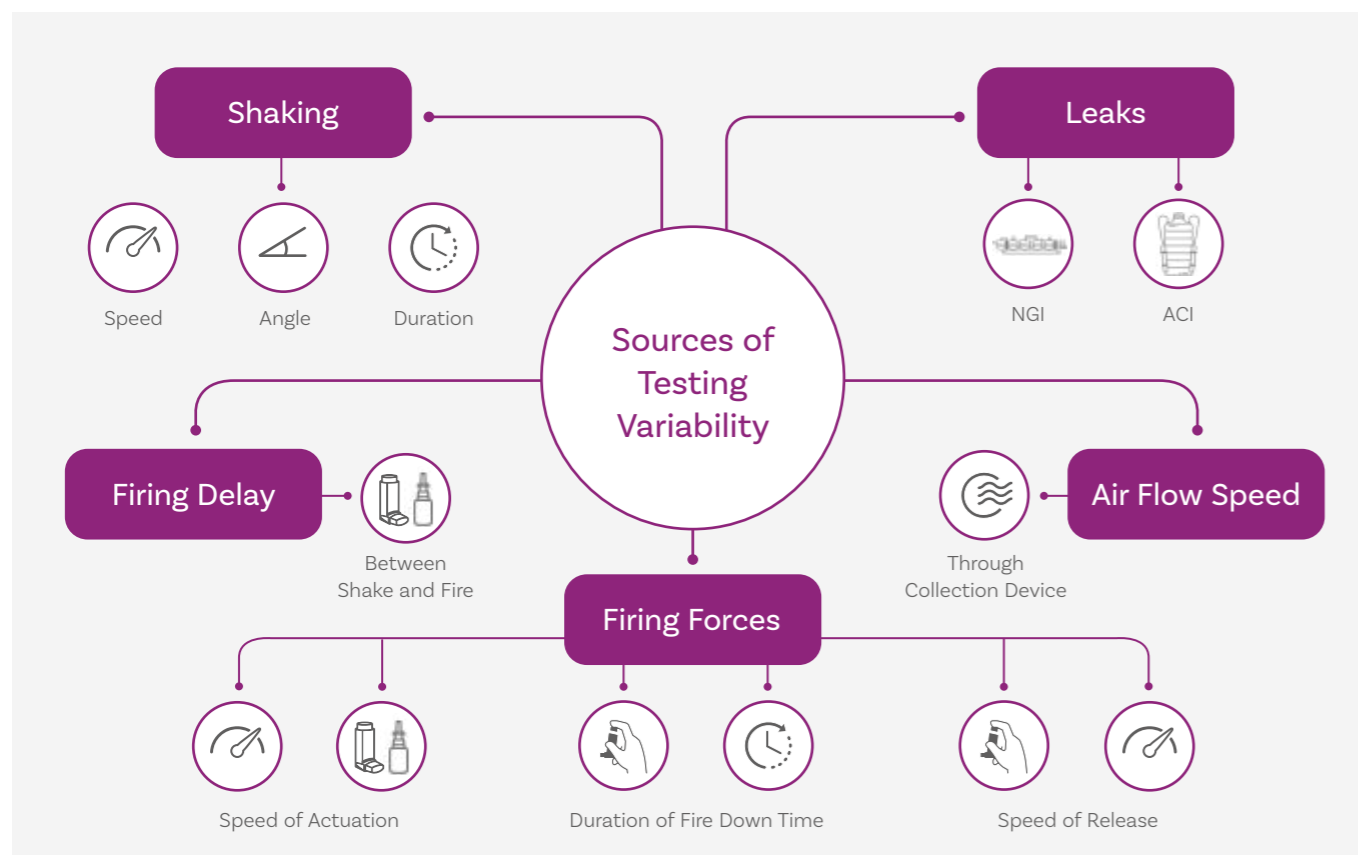 Shaking
Leaks
Speed
Angle
Duration
NGI
ACI
Sources of
Testing
Variability
Firing Delay
Air Flow Speed
Between
Shake and Fire
Through
Collection Device
Firing Forces
Speed of Actuation
Duration of Fire Down Time
Speed of Release